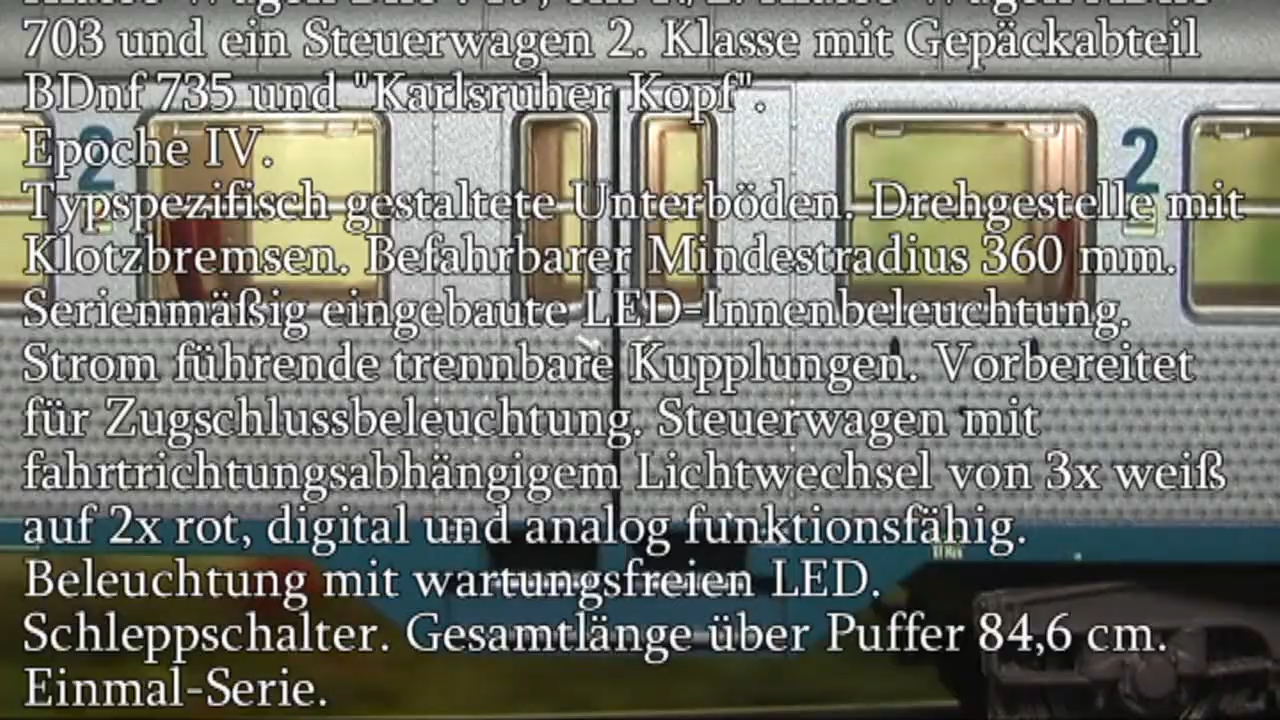 703 und ein Steuerwagen 2. Klasse mit Gepäckabteil
BDnf 735 und "Karlsruher Kopf".
Epoche IV.
Typspezifisch gestaltete Unterböden. Drehgestelle mit
Klotzbremsen. Befahrbarer Mindestradius 360 mm.
Serienmäßig eingebaute LED-Innenbeleuchtung.
Strom führende trennbare Kupplungen. Vorbereitet
für Zugschlussbeleuchtung. Steuerwagen mit
fahrtrichtungsabhängigem Lichtwechsel von 3x weiß
auf 2x rot, digital und analog funktionsfähig.
Beleuchtung mit wartungsfreien LED.
Schleppschalter. Gesamtlänge über Puffer 84,6 cm.
Einmal-Serie.
2
2